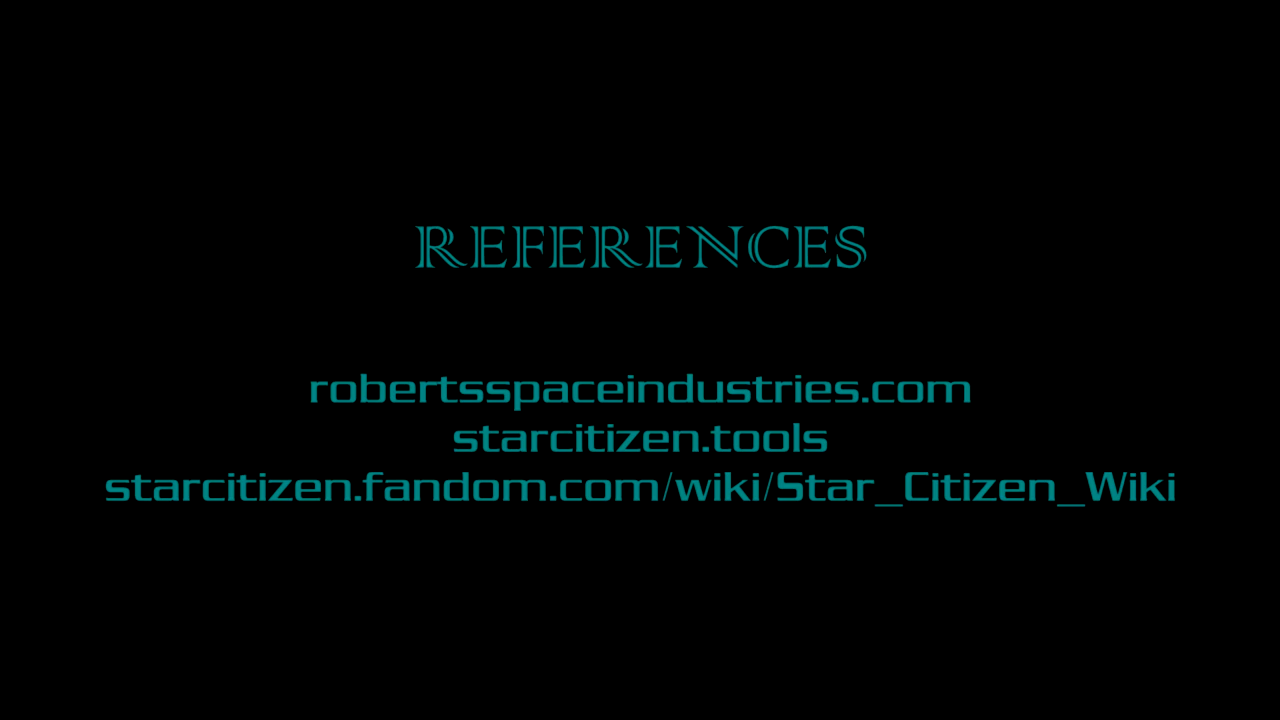 REFERENCES
robertsspaceindustries.com
starcitizen.tools
starcitizen.fandom.com/wiki/Star_Citizen_Wiki